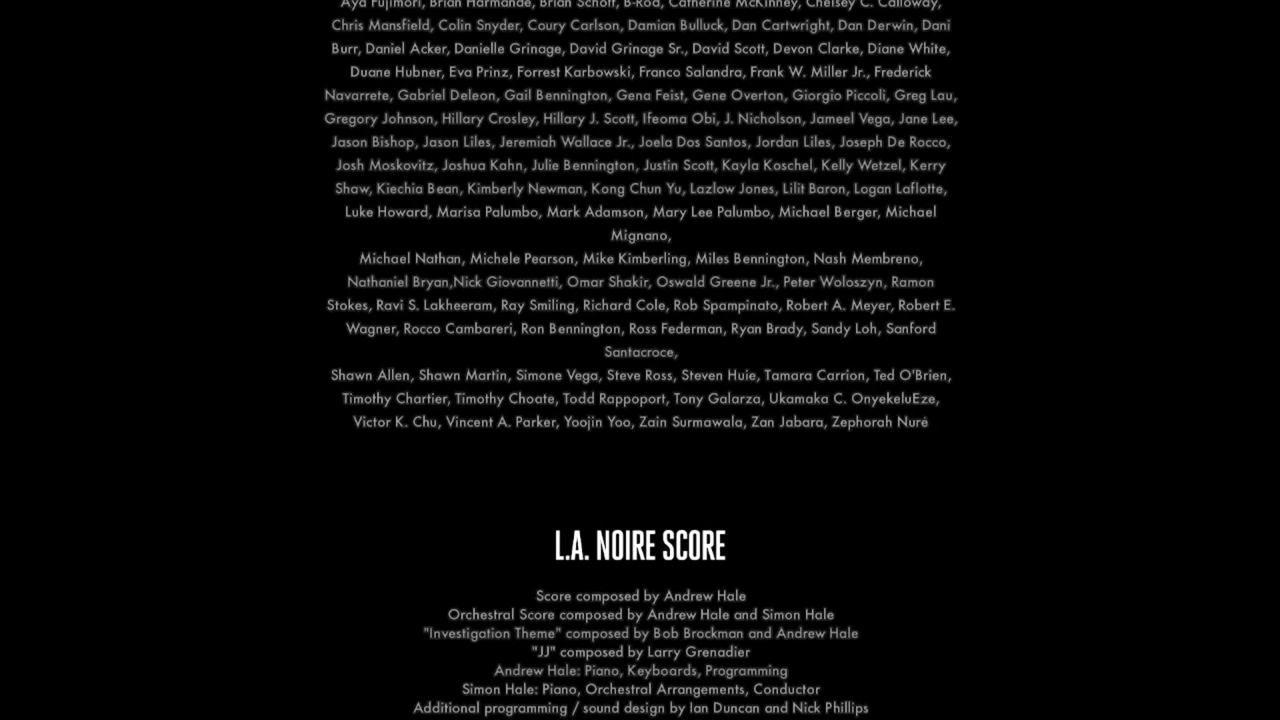 Aya Fujimori, Brian Harmande, Brian Schott, B-Rod, Catherine McKinney, Chelsey C. Calloway,
Chris Mansfield, Colin Snyder, Coury Carlson, Damian Bulluck, Dan Cartwright, Dan Derwin, Dani
Burr, Daniel Acker, Danielle Grinage, David Grinage Sr., David Scott, Devon Clarke, Diane White,
Duane Hubner, Eva Prinz, Forrest Karbowski, Franco Salandra, Frank W. Miller Jr., Frederick
Navarrete, Gabriel Deleon, Gail Bennington, Gena Feist, Gene Overton, Giorgio Piccoli, Greg Lau,
Gregory Johnson, Hillary Crosley, Hillary J. Scott, Ifeoma Obi, J. Nicholson, Jameel Vega, Jane Lee,
Jason Bishop, Jason Liles, Jeremiah Wallace Jr., Joela Dos Santos, Jordan Liles, Joseph De Rocco,
Josh Moskovitz, Joshua Kahn, Julie Bennington, Justin Scott, Kayla Koschel, Kelly Wetzel, Kerry
Shaw, Kiechia Bean, Kimberly Newman, Kong Chun Yu, Lazlow Jones, Lilit Baron, Logan Laflotte,
Luke Howard, Marisa Palumbo, Mark Adamson, Mary Lee Palumbo, Michael Berger, Michael
Mignano,
Michael Nathan, Michele Pearson, Mike Kimberling, Miles Bennington, Nash Membreno,
Nathaniel Bryan,Nick Giovannetti, Omar Shakir, Oswald Greene Jr., Peter Woloszyn, Ramon
Stokes, Ravi S. Lakheeram, Ray Smiling, Richard Cole, Rob Spampinato, Robert A. Meyer, Robert E.
Wagner, Rocco Cambareri, Ron Bennington, Ross Federman, Ryan Brady, Sandy Loh, Sanford
Santacroce,
Shawn Allen, Shawn Martin, Simone Vega, Steve Ross, Steven Huie, Tamara Carrion, Ted O'Brien,
Timothy Chartier, Timothy Choate, Todd Rappoport, Tony Galarza, Ukamaka C. OnyekeluEze,
Victor K. Chu, Vincent A. Parker, Yoojin Yoo, Zain Surmawala, Zan Jabara, Zephorah Nuré
L.A. NOIRE SCORE
Score composed by Andrew Hale
Orchestral Score composed by Andrew Hale and Simon Hale
"Investigation Theme" composed by Bob Brockman and Andrew Hale
"JJ" composed by Larry Grenadier
Andrew Hale: Piano, Keyboards, Programming
Simon Hale: Piano, Orchestral Arrangements, Conductor
Additional programming / sound design by Ian Duncan and Nick Phillips